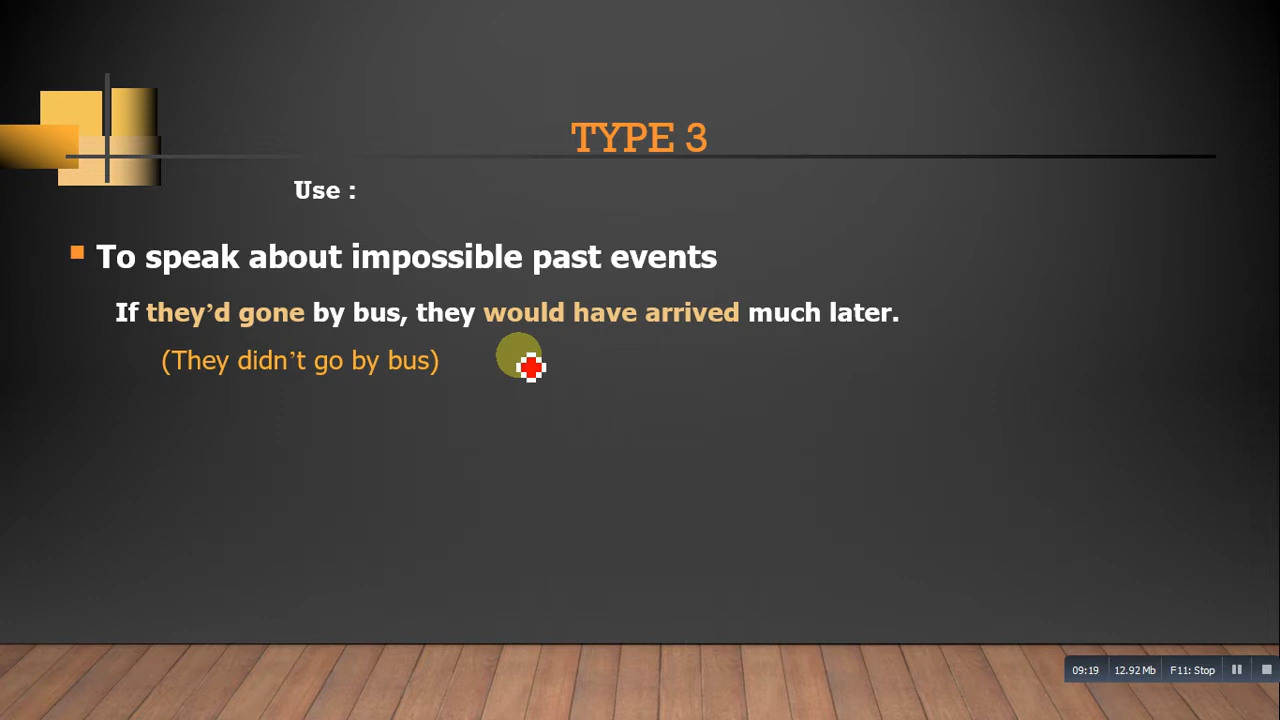 TYPE 3
Use :
To speak about impossible past events
If they’d gone by bus, they would have arrived much later.
(They didn’t go by bus)
09:19 12.92 Mb F11: Stop